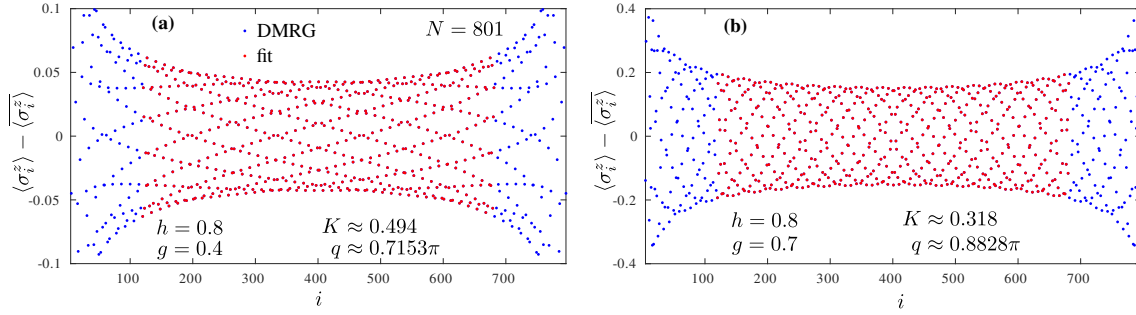 (a)
DMRG
fit
N = 801
0.1
0.05
0
-0.05
-0.1
⟨σ_i^z⟩ − \overline{⟨σ_i^z⟩}
h = 0.8
g = 0.4
K ≈ 0.494
q ≈ 0.7153π
100 200 300 400 500 600 700
i
(b)
0.4
0.2
0
-0.2
-0.4
⟨σ_i^z⟩ − \overline{⟨σ_i^z⟩}
h = 0.8
g = 0.7
K ≈ 0.318
q ≈ 0.8828π
100 200 300 400 500 600 700
i